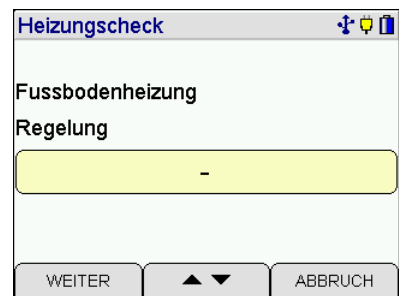 Heizungscheck
Fussbodenheizung
Regelung
-
WEITER ▲ ▼ ABBRUCH